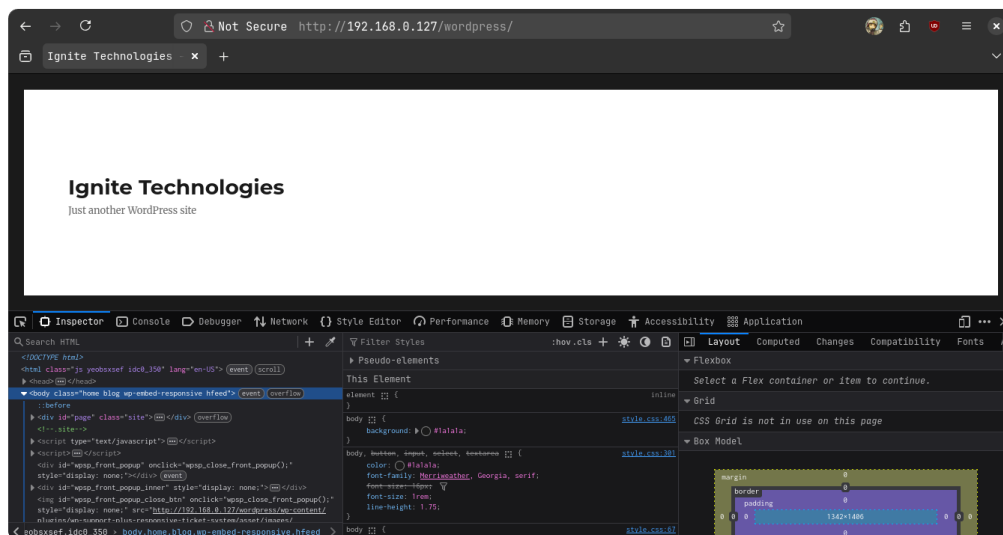 Not Secure http://192.168.0.127/wordpress/
Ignite Technologies -
Ignite Technologies
Just another WordPress site
Inspector Console Debugger Network {} Style Editor Performance Memory Storage Accessibility Application
Search HTML
<!DOCTYPE html>
<html class="js yeobsxsef idc0_350" lang="en-US"> event scroll
<head> </head>
<body class="home blog wp-embed-responsive hfeed"> event overflow
::before
<div id="page" class="site"> </div> overflow
<!--.site-->
<script type="text/javascript"> </script>
<script> </script>
<div id="wpsp_front_popup" onclick="wpsp_close_front_popup();"
style="display: none;"></div> event
<div id="wpsp_front_popup_inner" style="display: none;"> </div>
<img id="wpsp_front_popup_close_btn" onclick="wpsp_close_front_popup();"
style="display: none;" src="http://192.168.0.127/wordpress/wp-content/
plugins/wp-support-plus-responsive-ticket-system/asset/images/
eobsxsef.idc0_350 > body.home.blog.wp-embed-responsive.hfeed
Filter Styles :hov .cls +
Pseudo-elements
This Element
element { inline
}
body { style.css:465
background: #1a1a1a;
}
body, button, input, select, textarea { style.css:301
color: #1a1a1a;
font-family: Merriweather, Georgia, serif;
font-size: 16px;
font-size: 1rem;
line-height: 1.75;
}
body { style.css:67
Layout Computed Changes Compatibility Fonts
Flexbox
Select a Flex container or item to continue.
Grid
CSS Grid is not in use on this page
Box Model
margin 0
border 0
padding 0
0 0 0 1342×1406 0 0 0
0